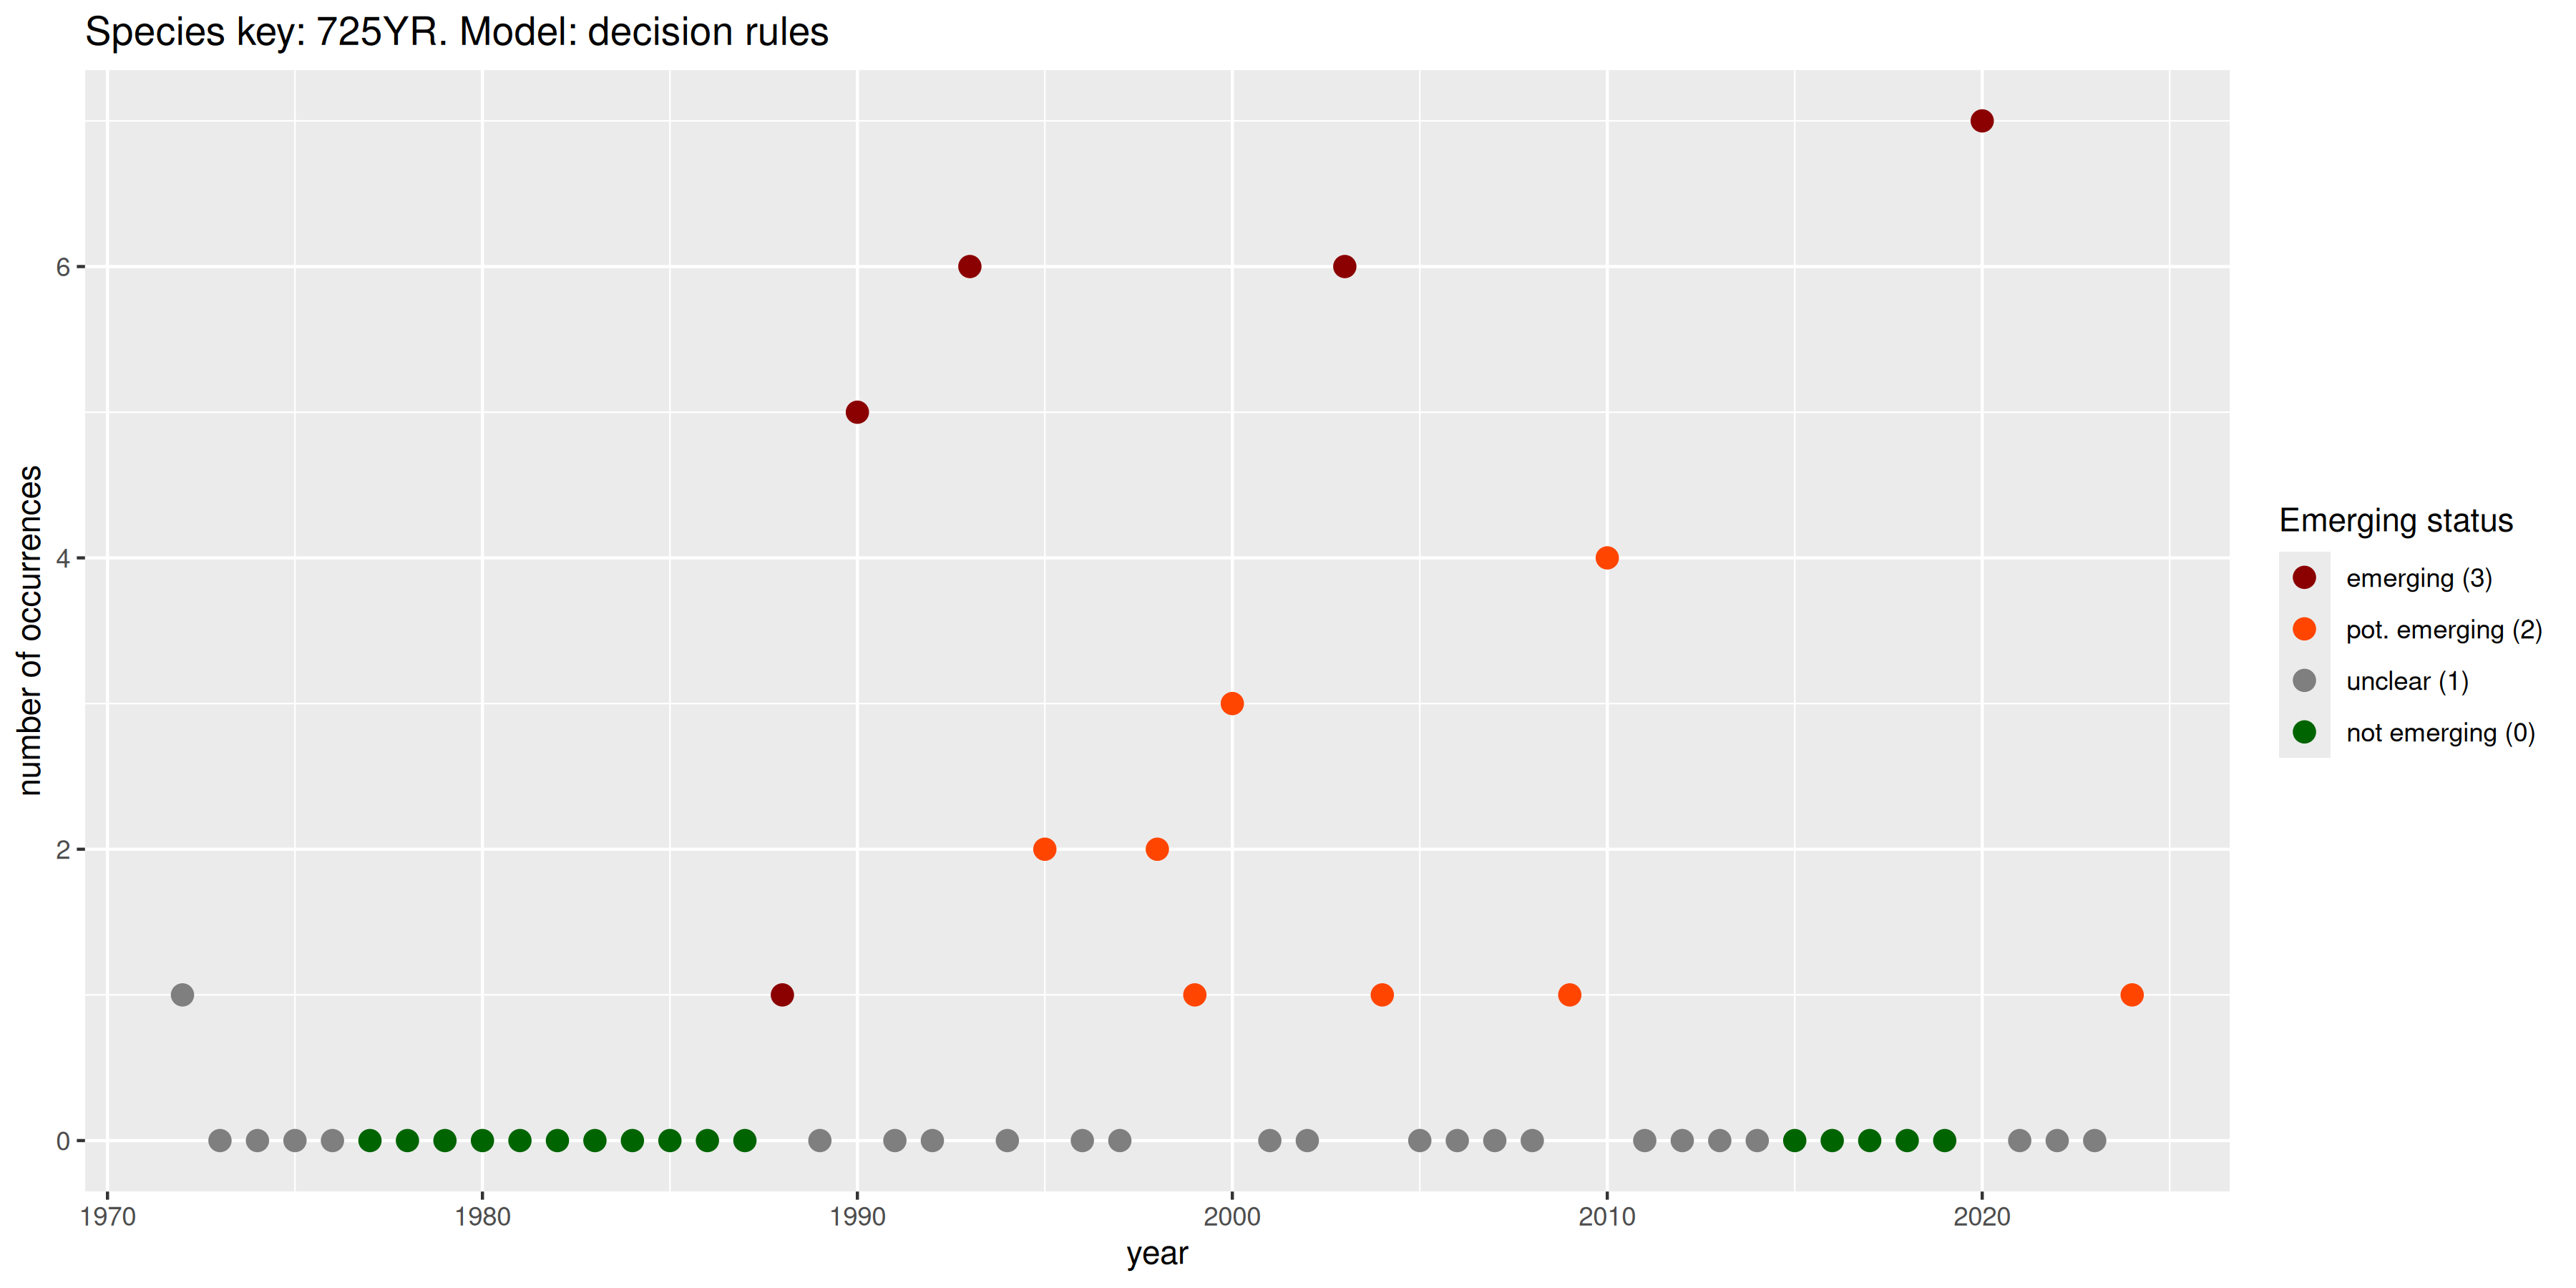 Species key: 725YR. Model: decision rules
number of occurrences
6
4
2
0
1970 1980 1990 2000 2010 2020
year
Emerging status
emerging (3)
pot. emerging (2)
unclear (1)
not emerging (0)